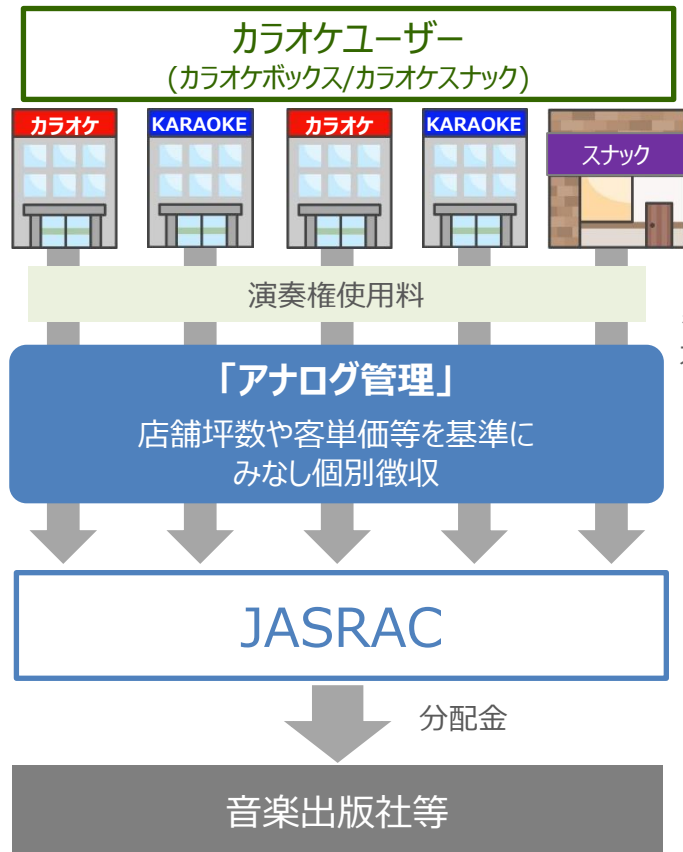 カラオケユーザー
(カラオケボックス/カラオケスナック)
カラオケ
KARAOKE
カラオケ
KARAOKE
スナック
演奏権使用料
「アナログ管理」
店舗坪数や客単価等を基準に
みなし個別徴収
JASRAC
分配金
音楽出版社等